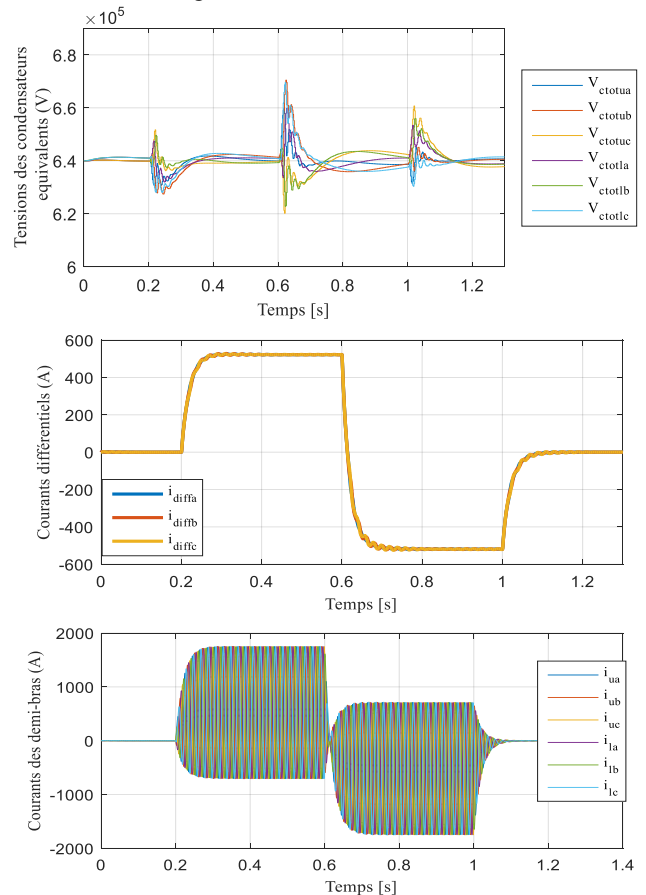 × 10⁵
6.8
6.6
6.4
6.2
6
0 0.2 0.4 0.6 0.8 1 1.2
Temps [s]
Tensions des condensateurs
equivalents (V)
V_ctotua
V_ctotub
V_ctotuc
V_ctotla
V_ctotlb
V_ctotlc
600
400
200
0
-200
-400
-600
0 0.2 0.4 0.6 0.8 1 1.2
Temps [s]
Courants différentiels (A)
i_diffa
i_diffb
i_diffc
2000
1000
0
-1000
-2000
0 0.2 0.4 0.6 0.8 1 1.2 1.4
Temps [s]
Courants des demi-bras (A)
i_ua
i_ub
i_uc
i_la
i_lb
i_lc